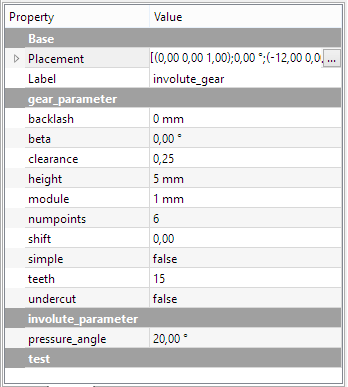 Property Value
Base
Placement [(0,00 0,00 1,00);0,00 °;(-12,00 0,0 ...
Label involute_gear
gear_parameter
backlash 0 mm
beta 0,00 °
clearance 0,25
height 5 mm
module 1 mm
numpoints 6
shift 0,00
simple false
teeth 15
undercut false
involute_parameter
pressure_angle 20,00 °
test